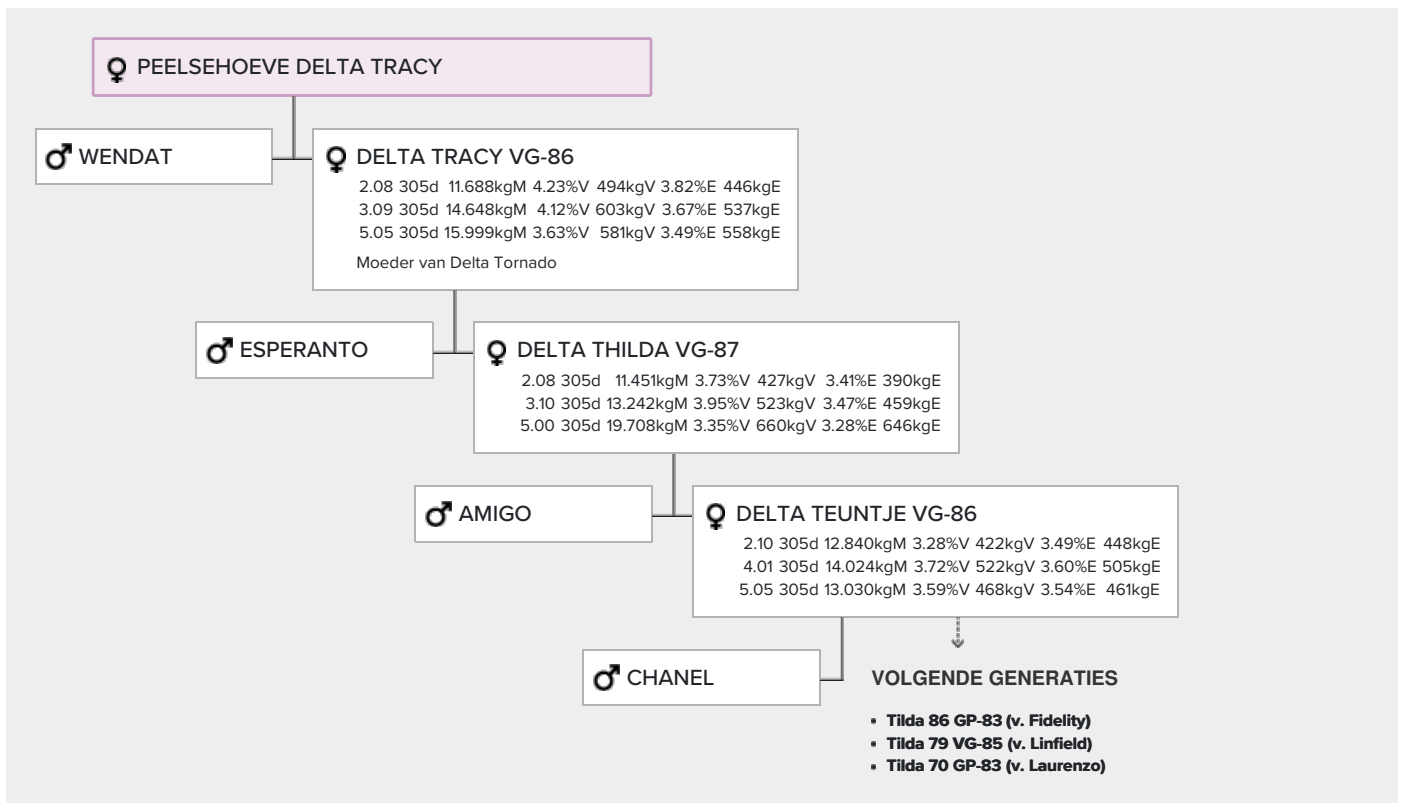 PEELSEHOEVE DELTA TRACY
WENDAT
DELTA TRACY VG-86
2.08 305d 11.688kgM 4.23%V 494kgV 3.82%E 446kgE
3.09 305d 14.648kgM 4.12%V 603kgV 3.67%E 537kgE
5.05 305d 15.999kgM 3.63%V 581kgV 3.49%E 558kgE
Moeder van Delta Tornado
ESPERANTO
DELTA THILDA VG-87
2.08 305d 11.451kgM 3.73%V 427kgV 3.41%E 390kgE
3.10 305d 13.242kgM 3.95%V 523kgV 3.47%E 459kgE
5.00 305d 19.708kgM 3.35%V 660kgV 3.28%E 646kgE
AMIGO
DELTA TEUNTJE VG-86
2.10 305d 12.840kgM 3.28%V 422kgV 3.49%E 448kgE
4.01 305d 14.024kgM 3.72%V 522kgV 3.60%E 505kgE
5.05 305d 13.030kgM 3.59%V 468kgV 3.54%E 461kgE
CHANEL
VOLGENDE GENERATIES
• Tilda 86 GP-83 (v. Fidelity)
• Tilda 79 VG-85 (v. Linfield)
• Tilda 70 GP-83 (v. Laurenzo)